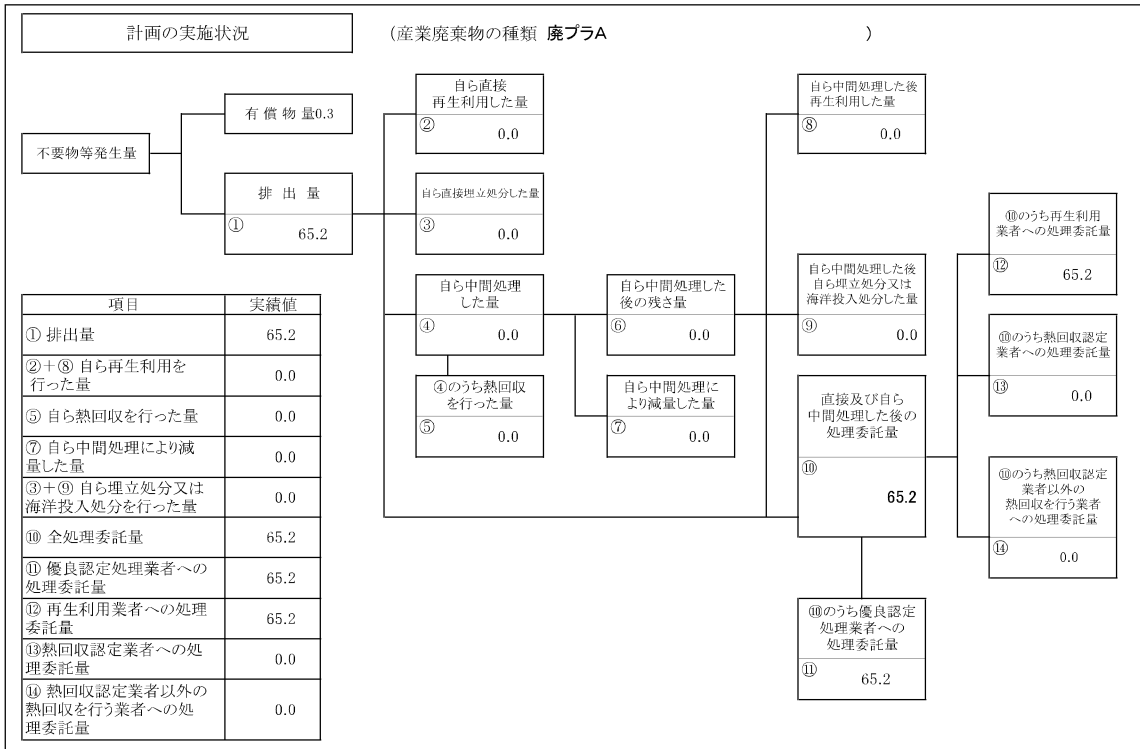 計画の実施状況
(産業廃棄物の種類 廃プラA )
不要物等発生量
有 償 物 量0.3
排 出 量
①
65.2
自ら直接
再生利用した量
②
0.0
自ら直接埋立処分した量
③
0.0
自ら中間処理
した量
④
0.0
④のうち熱回収
を行った量
⑤
0.0
自ら中間処理した
後の残さ量
⑥
0.0
自ら中間処理に
より減量した量
⑦
0.0
自ら中間処理した後
再生利用した量
⑧
0.0
自ら中間処理した後
自ら埋立処分又は
海洋投入処分した量
⑨
0.0
直接及び自ら
中間処理した後の
処理委託量
⑩
65.2
⑩のうち優良認定
処理業者への
処理委託量
⑪
65.2
⑩のうち再生利用
業者への処理委託量
⑫
65.2
⑩のうち熱回収認定
業者への処理委託量
⑬
0.0
⑩のうち熱回収認定
業者以外の
熱回収を行う業者
への処理委託量
⑭
0.0
項目 実績値
① 排出量 65.2
②+⑧ 自ら再生利用を
行った量 0.0
⑤ 自ら熱回収を行った量 0.0
⑦ 自ら中間処理により減
量した量 0.0
③+⑨ 自ら埋立処分又は
海洋投入処分を行った量 0.0
⑩ 全処理委託量 65.2
⑪ 優良認定処理業者への
処理委託量 65.2
⑫ 再生利用業者への処理
委託量 65.2
⑬熱回収認定業者への処
理委託量 0.0
⑭ 熱回収認定業者以外の
熱回収を行う業者への処
理委託量 0.0